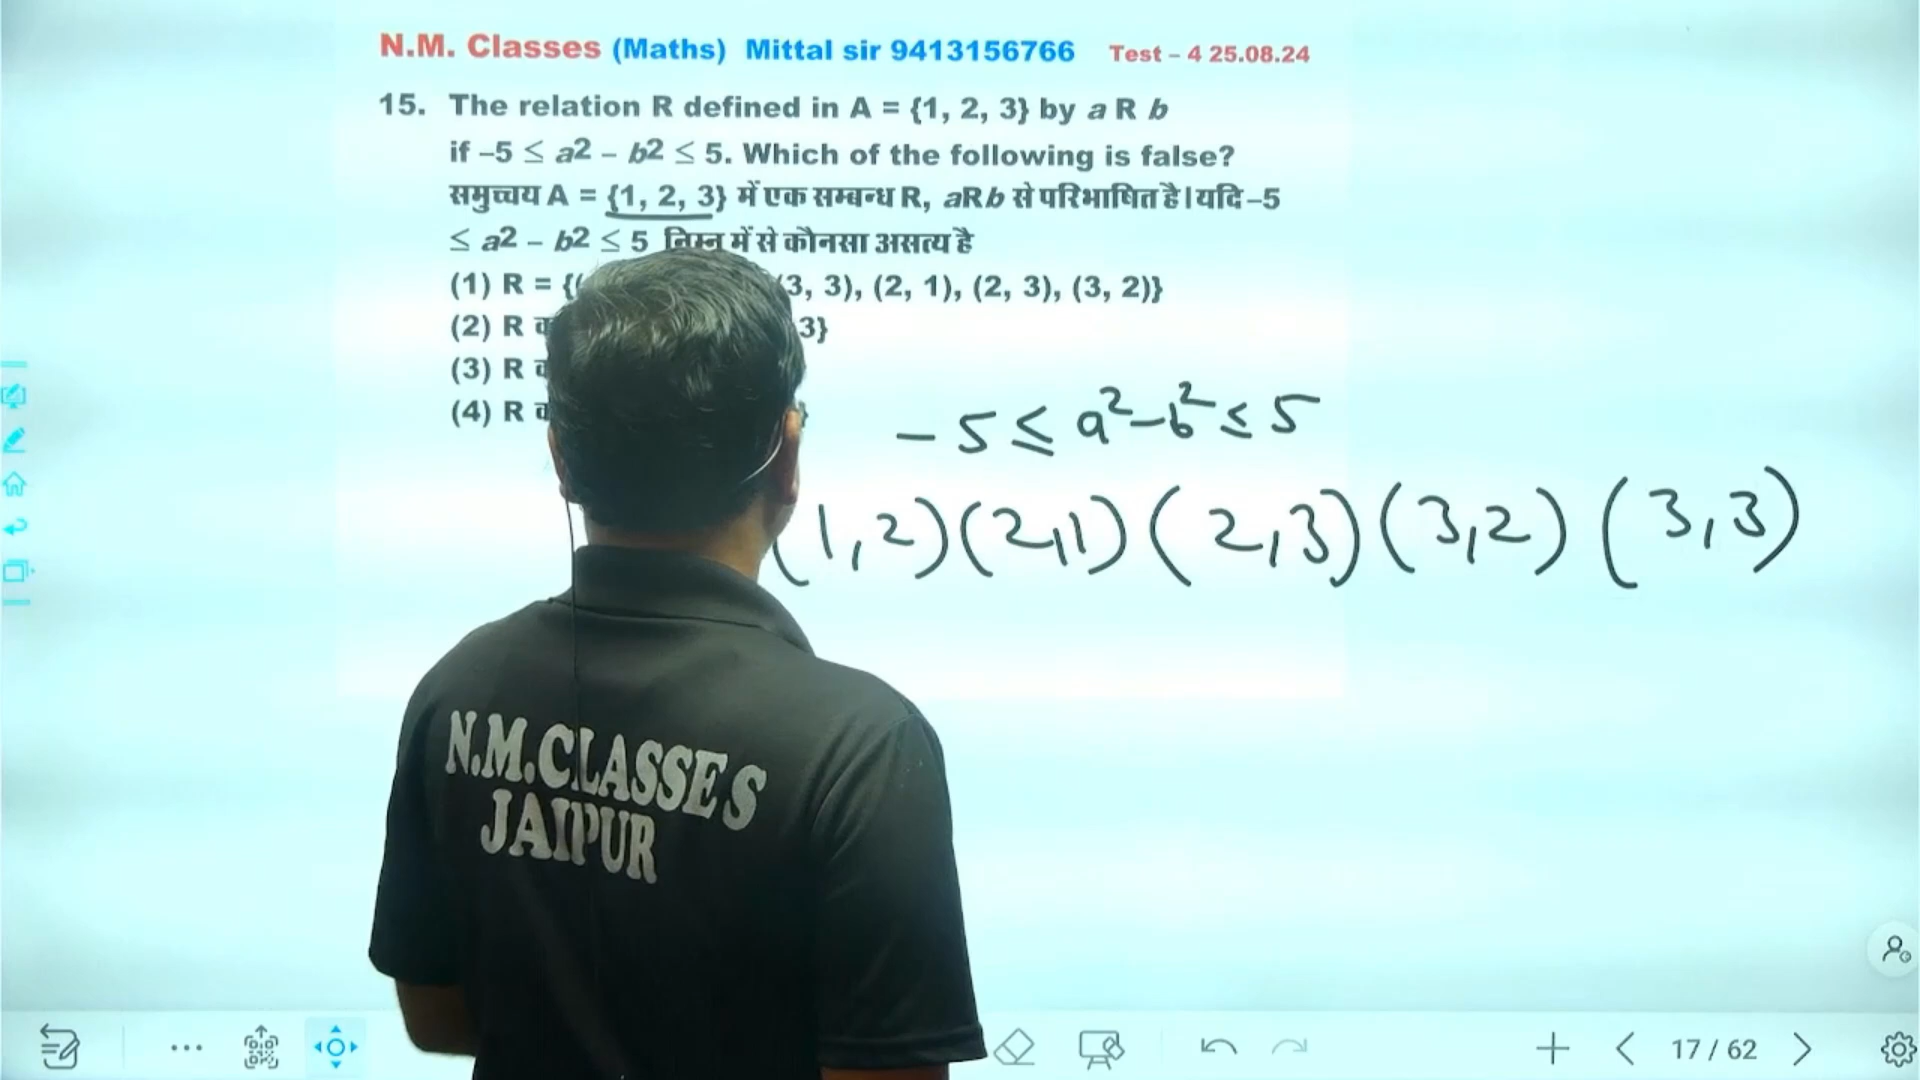 N.M. Classes (Maths) Mittal sir 9413156766 Test – 4 25.08.24
15. The relation R defined in A = {1, 2, 3} by a R b
if –5 ≤ a2 – b2 ≤ 5. Which of the following is false?
समुच्चय A = {1, 2, 3} में एक सम्बन्ध R, aRb से परिभाषित है। यदि –5
≤ a2 – b2 ≤ 5 निम्न में से कौनसा असत्य है
(1) R = {( 3, 3), (2, 1), (2, 3), (3, 2)}
(2) R 3}
(3) R
(4) R }
– 5 ≤ a²–b² ≤ 5
(1,2) (2,1) (2,3) (3,2) (3,3)
N.M.CLASSES
JAIPUR
17 / 62